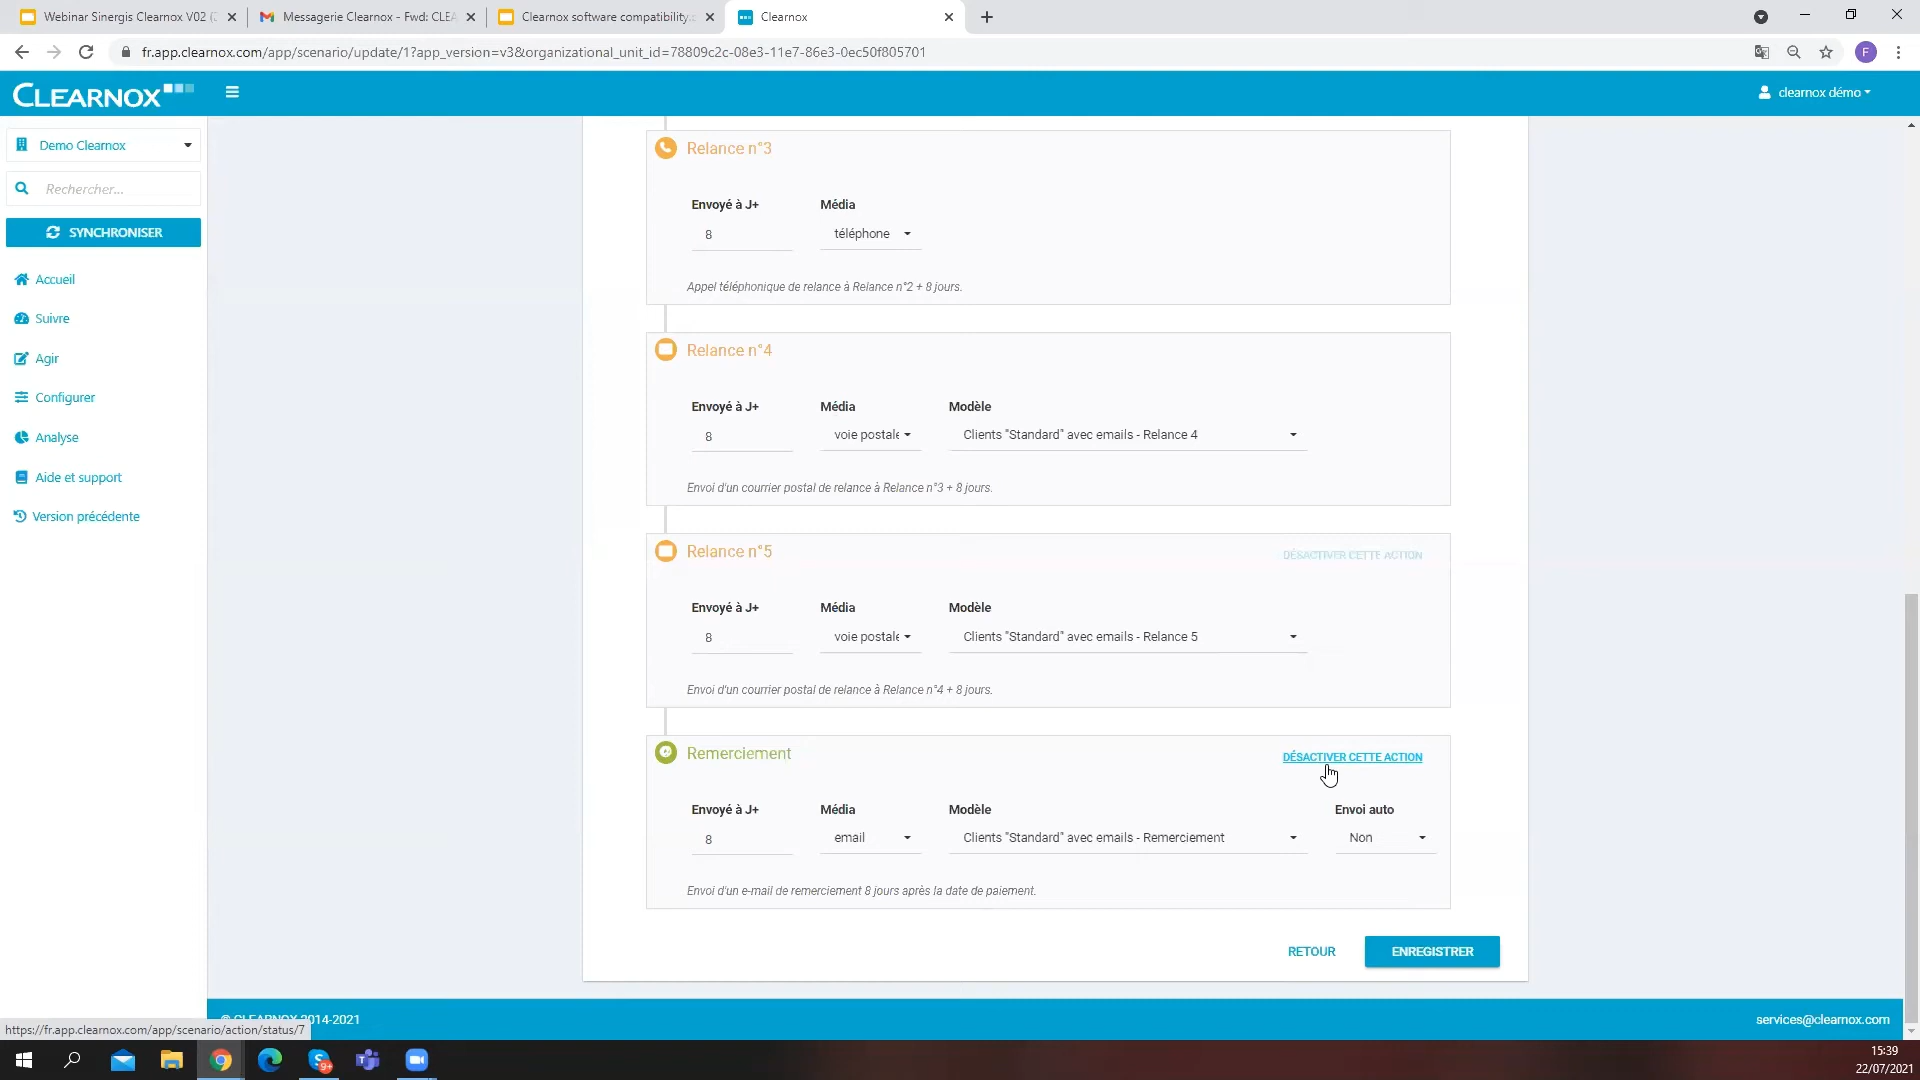 Webinar Sinergis Clearnox V02 (
Messagerie Clearnox - Fwd: CLEA
Clearnox software compatibility.
Clearnox
fr.app.clearnox.com/app/scenario/update/1?app_version=v3&organizational_unit_id=78809c2c-08e3-11e7-86e3-0ec50f805701
F
CLEARNOX
clearnox démo
Demo Clearnox
Rechercher...
SYNCHRONISER
Accueil
Suivre
Agir
Configurer
Analyse
Aide et support
Version précédente
Relance n°3
Envoyé à J+ Média
8 téléphone
Appel téléphonique de relance à Relance n°2 + 8 jours.
Relance n°4
Envoyé à J+ Média Modèle
8 voie postale Clients "Standard" avec emails - Relance 4
Envoi d'un courrier postal de relance à Relance n°3 + 8 jours.
Relance n°5 DÉSACTIVER CETTE ACTION
Envoyé à J+ Média Modèle
8 voie postale Clients "Standard" avec emails - Relance 5
Envoi d'un courrier postal de relance à Relance n°4 + 8 jours.
Remerciement DÉSACTIVER CETTE ACTION
Envoyé à J+ Média Modèle Envoi auto
8 email Clients "Standard" avec emails - Remerciement Non
Envoi d'un e-mail de remerciement 8 jours après la date de paiement.
RETOUR ENREGISTRER
© CLEARNOX 2014-2021 services@clearnox.com
https://fr.app.clearnox.com/app/scenario/action/status/7
9+
15:39
22/07/2021